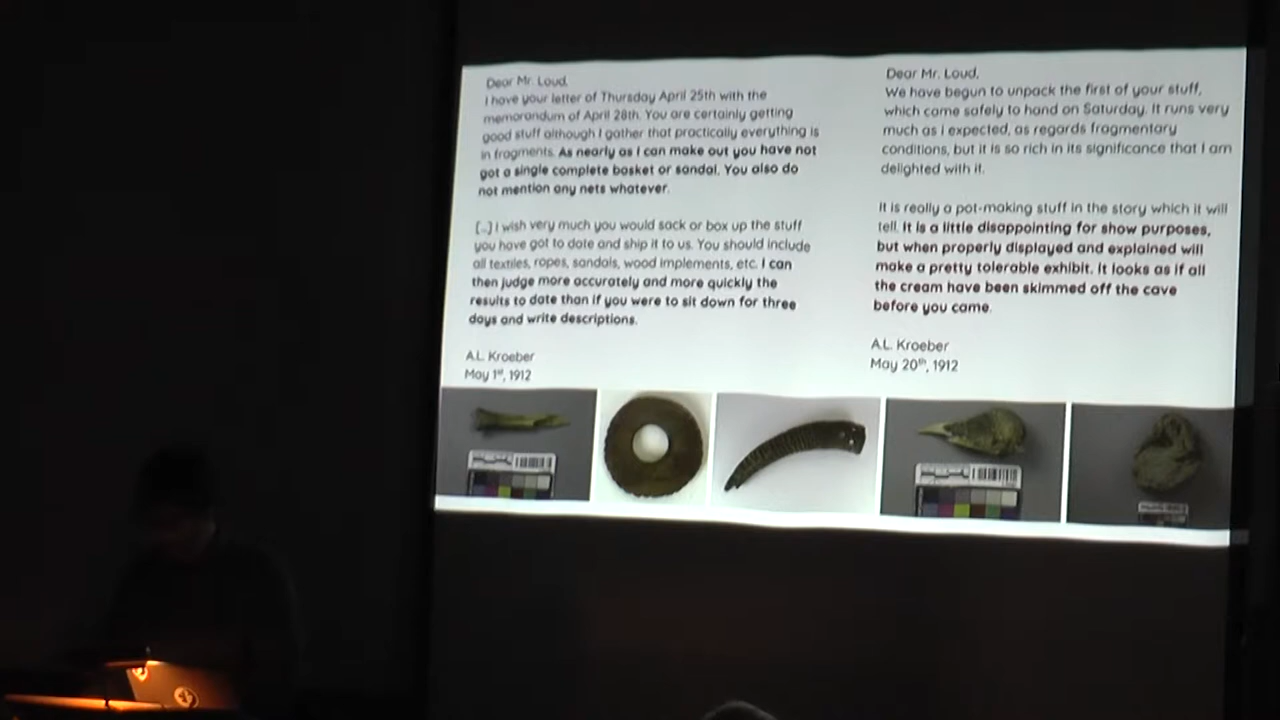 Dear Mr. Loud,
I have your letter of Thursday April 25th with the
memorandum of April 28th. You are certainly getting
good stuff although I gather that practically everything is
in fragments. As nearly as I can make out you have not
got a single complete basket or sandal. You also do
not mention any nets whatever.
[...] I wish very much you would sack or box up the stuff
you have got to date and ship it to us. You should include
all textiles, ropes, sandals, wood implements, etc. I can
then judge more accurately and more quickly the
results to date than if you were to sit down for three
days and write descriptions.
A.L. Kroeber
May 1st, 1912
Dear Mr. Loud,
We have begun to unpack the first of your stuff,
which came safely to hand on Saturday. It runs very
much as I expected, as regards fragmentary
conditions, but it is so rich in its significance that I am
delighted with it.
It is really a pot-making stuff in the story which it will
tell. It is a little disappointing for show purposes,
but when properly displayed and explained will
make a pretty tolerable exhibit. It looks as if all
the cream have been skimmed off the cave
before you came.
A.L. Kroeber
May 20th, 1912